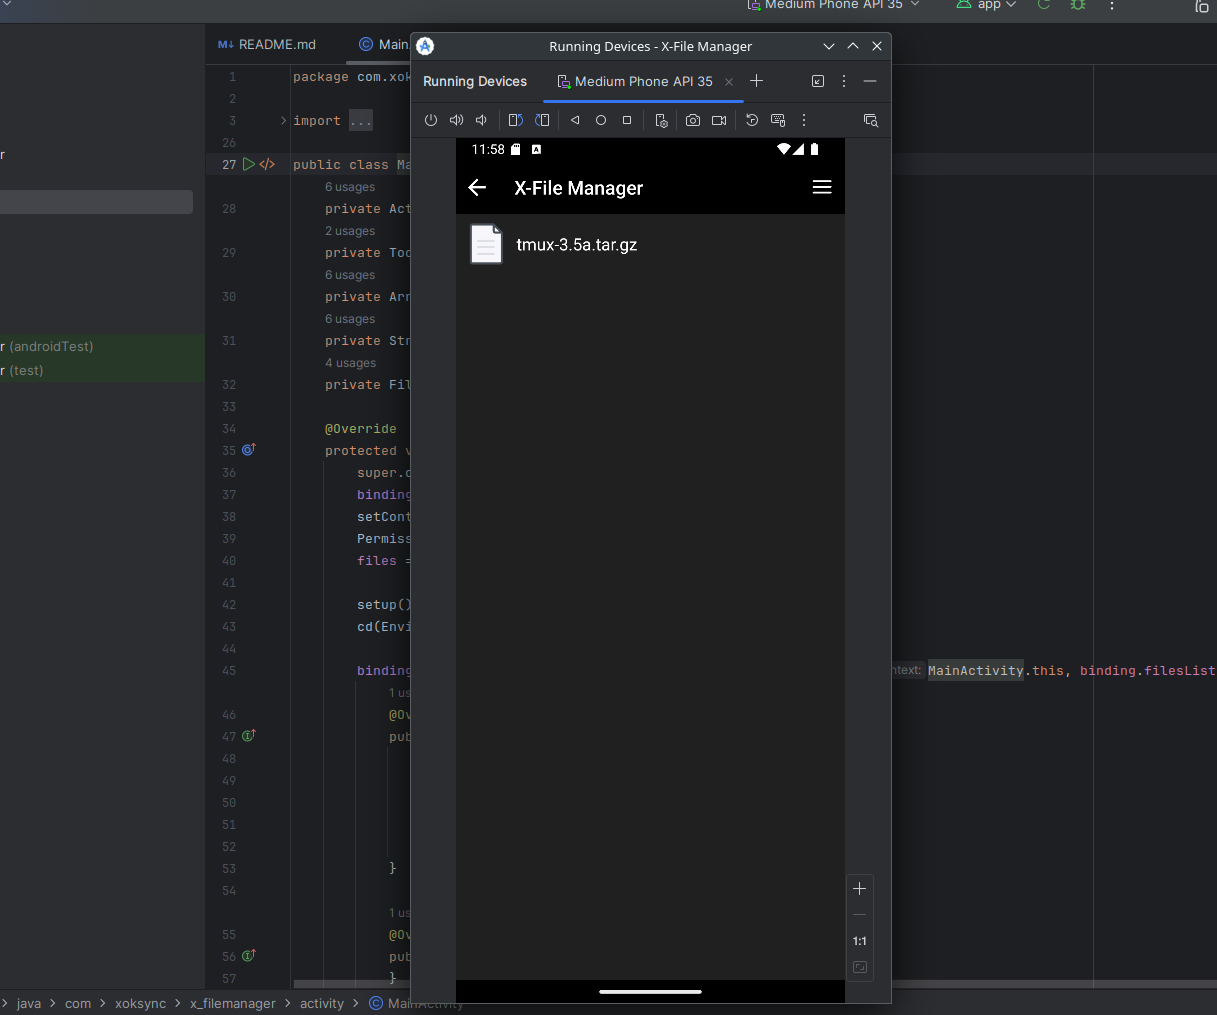 Medium Phone API 35
app
README.md
Main
Running Devices - X-File Manager
Running Devices
Medium Phone API 35
11:58
X-File Manager
tmux-3.5a.tar.gz
1:1
1 package com.xok
2
3 import ...
26
27 public class Ma
6 usages
28 private Act
2 usages
29 private Too
6 usages
30 private Arr
6 usages
31 private Str
4 usages
32 private Fil
33
34 @Override
35 protected v
36 super.o
37 binding
38 setCont
39 Permiss
40 files =
41
42 setup()
43 cd(Envi
44
45 binding
ntext: MainActivity.this, binding.filesList
1 us
46 @Ov
47 pub
48
49
50
51
52
53 }
54
1 us
55 @Ov
56 pub
57 }
r
r (androidTest)
r (test)
java > com > xoksync > x_filemanager > activity > MainActivity